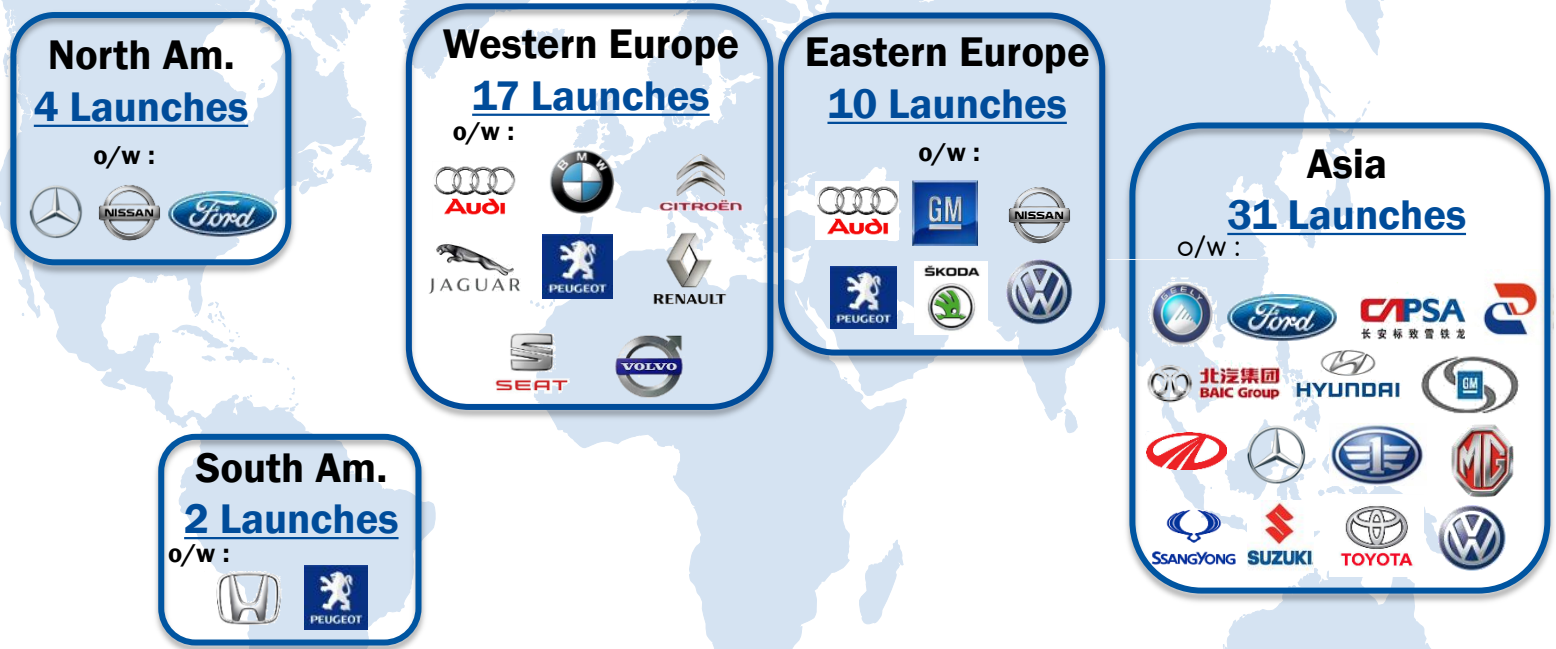 North Am.
4 Launches
o/w :
NISSAN
Ford
Western Europe
17 Launches
o/w :
Audi
BMW
CITROËN
JAGUAR
PEUGEOT
RENAULT
SEAT
VOLVO
Eastern Europe
10 Launches
o/w :
Audi
GM
NISSAN
PEUGEOT
ŠKODA
VW
Asia
31 Launches
o/w :
GEELY
Ford
CAPSA
长安标致雪铁龙
北汽集团
BAIC Group
HYUNDAI
GM
1
MG
SSANGYONG
SUZUKI
TOYOTA
VW
South Am.
2 Launches
o/w :
PEUGEOT